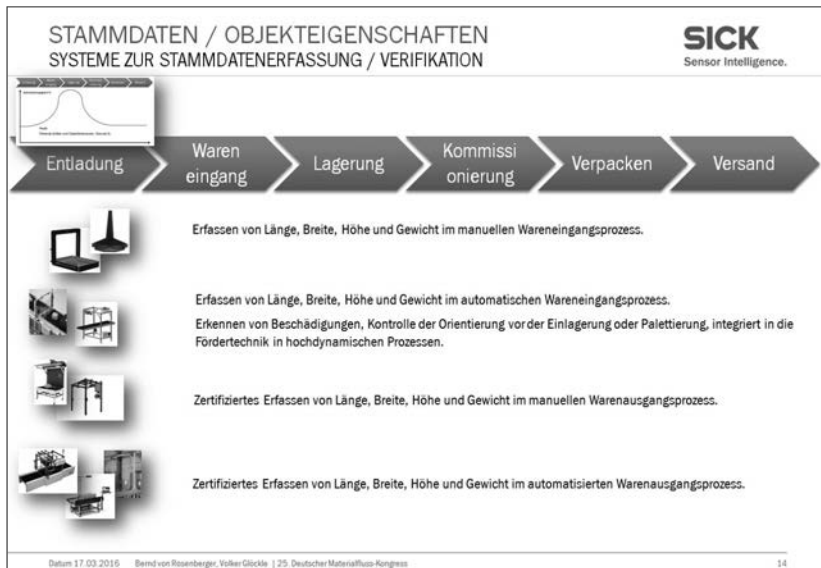 STAMMDATEN / OBJEKTEIGENSCHAFTEN
SYSTEME ZUR STAMMDATENERFASSUNG / VERIFIKATION
SICK
Sensor Intelligence.
Entladung
Waren
eingang
Lagerung
Kommissi
onierung
Verpacken
Versand
Erfassen von Länge, Breite, Höhe und Gewicht im manuellen Wareneingangsprozess.
Erfassen von Länge, Breite, Höhe und Gewicht im automatischen Wareneingangsprozess.
Erkennen von Beschädigungen, Kontrolle der Orientierung vor der Einlagerung oder Palettierung, integriert in die
Fördertechnik in hochdynamischen Prozessen.
Zertifiziertes Erfassen von Länge, Breite, Höhe und Gewicht im manuellen Warenausgangsprozess.
Zertifiziertes Erfassen von Länge, Breite, Höhe und Gewicht im automatisierten Warenausgangsprozess.
Datum 17.03.2016 Bernd von Rosenberger, Volker Glöckle | 25. Deutscher Materialfluss-Kongress
14